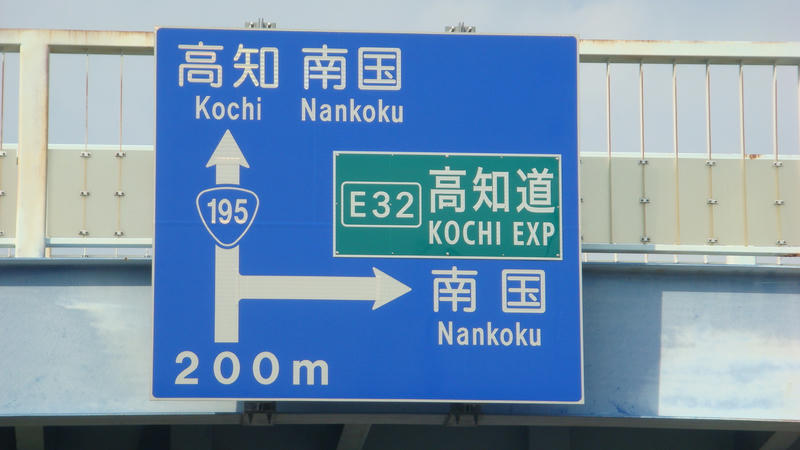 高知 南国
Kochi Nankoku
195
E32 高知道
KOCHI EXP
南国
Nankoku
200m